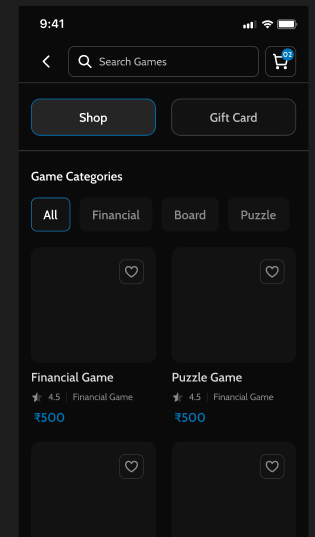 9:41
Search Games
02
Shop
Gift Card
Game Categories
All
Financial
Board
Puzzle
Financial Game
4.5
Financial Game
₹500
Puzzle Game
4.5
Financial Game
₹500